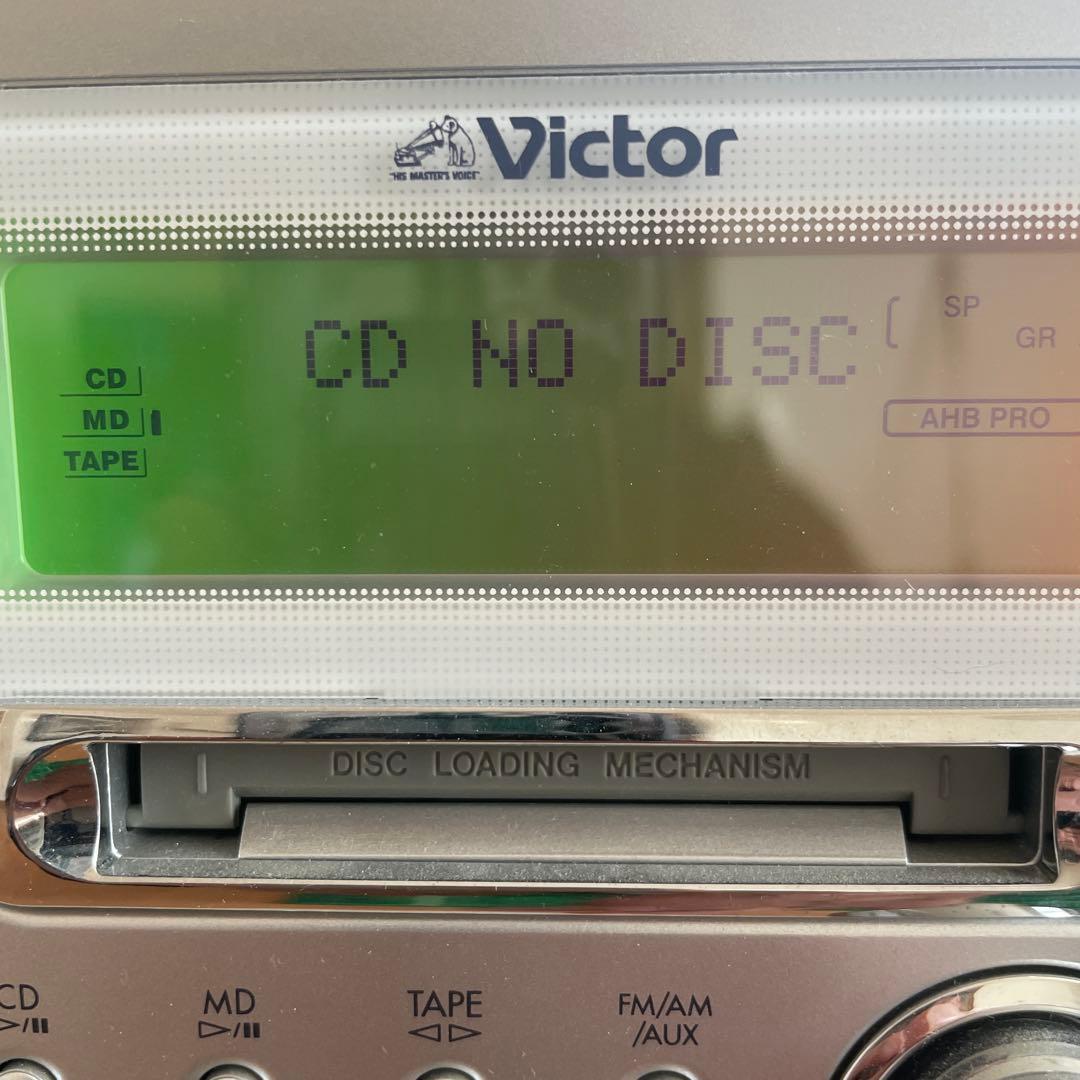 "HIS MASTER'S VOICE" Victor
CD NO DISC
SP
GR
CD
MD
TAPE
AHB PRO
DISC LOADING MECHANISM
CD
MD
TAPE
FM/AM
/AUX